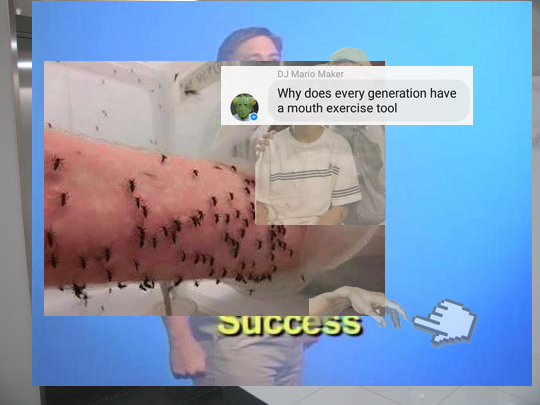 DJ Mario Maker
Why does every generation have
a mouth exercise tool
Success